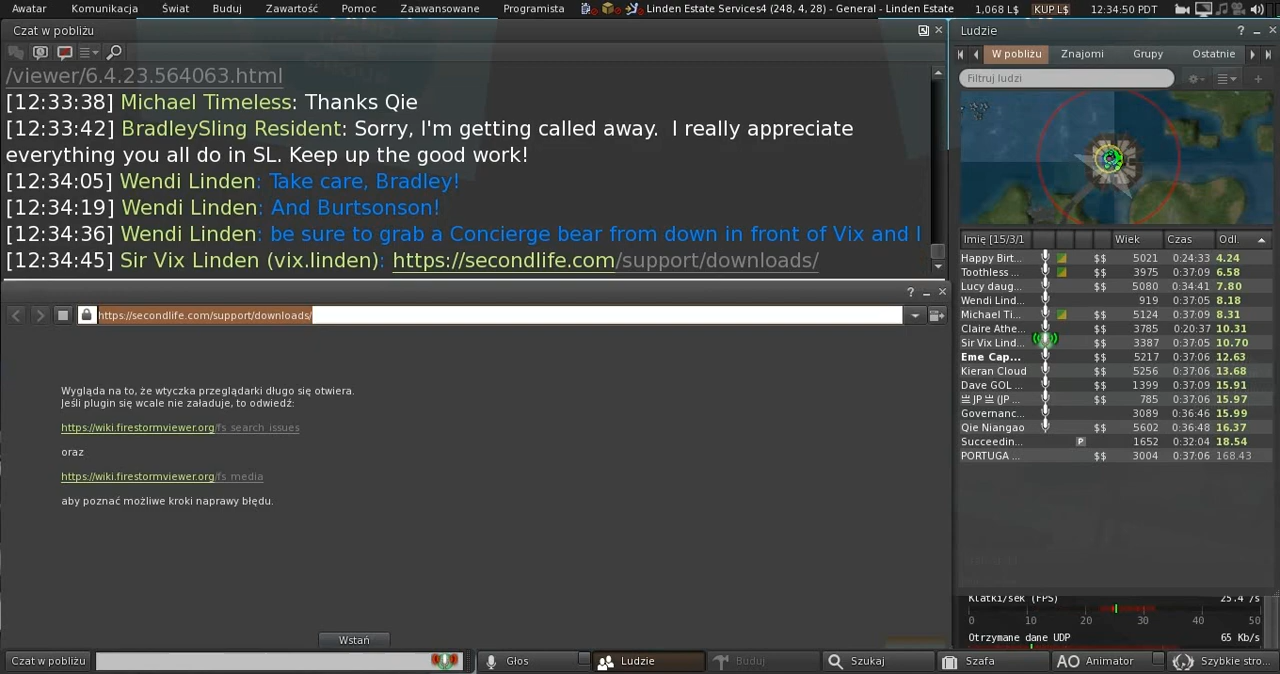 Awatar Komunikacja Świat Buduj Zawartość Pomoc Zaawansowane Programista Linden Estate Services4 (248, 4, 28) - General - Linden Estate 1,068 L$ KUP L$ 12:34:50 PDT
Czat w pobliżu
/viewer/6.4.23.564063.html
[12:33:38] Michael Timeless: Thanks Qie
[12:33:42] BradleySling Resident: Sorry, I'm getting called away. I really appreciate
everything you all do in SL. Keep up the good work!
[12:34:05] Wendi Linden: Take care, Bradley!
[12:34:19] Wendi Linden: And Burtsonson!
[12:34:36] Wendi Linden: be sure to grab a Concierge bear from down in front of Vix and I
[12:34:45] Sir Vix Linden (vix.linden): https://secondlife.com/support/downloads/
https://secondlife.com/support/downloads/
Wygląda na to, że wtyczka przeglądarki długo się otwiera.
Jeśli plugin się wcale nie załaduje, to odwiedź:
https://wiki.firestormviewer.org/fs_search_issues
oraz
https://wiki.firestormviewer.org/fs_media
aby poznać możliwe kroki naprawy błędu.
Wstań
Ludzie
W pobliżu Znajomi Grupy Ostatnie
Filtruj ludzi
Imię [15/3/1 Wiek Czas Odl.
Happy Birt... $$ 5021 0:24:33 4.24
Toothless ... $$ 3975 0:37:09 6.58
Lucy daug... $$ 5080 0:34:41 7.80
Wendi Lind... 919 0:37:05 8.18
Michael Ti... $$ 5124 0:37:09 8.31
Claire Athe... $$ 3785 0:20:37 10.31
Sir Vix Lind... $$ 3387 0:37:05 10.70
Eme Cap... $$ 5217 0:37:06 12.63
Kieran Cloud $$ 5256 0:37:06 13.68
Dave GOL ... $$ 1399 0:37:09 15.91
JP (JP ... $$ 785 0:37:06 15.97
Governanc... 3089 0:36:46 15.99
Qie Niangao $$ 5602 0:36:48 16.37
Succeedin... P 1652 0:32:04 18.54
PORTUGA ... $$ 3004 0:37:06 168.43
Klatki/sek (FPS) 25.4 /s
0 10 20 30 40 50
Otrzymane dane UDP 65 Kb/s
Czat w pobliżu Głos Ludzie Buduj Szukaj Szafa AO Animator Szybkie stro...